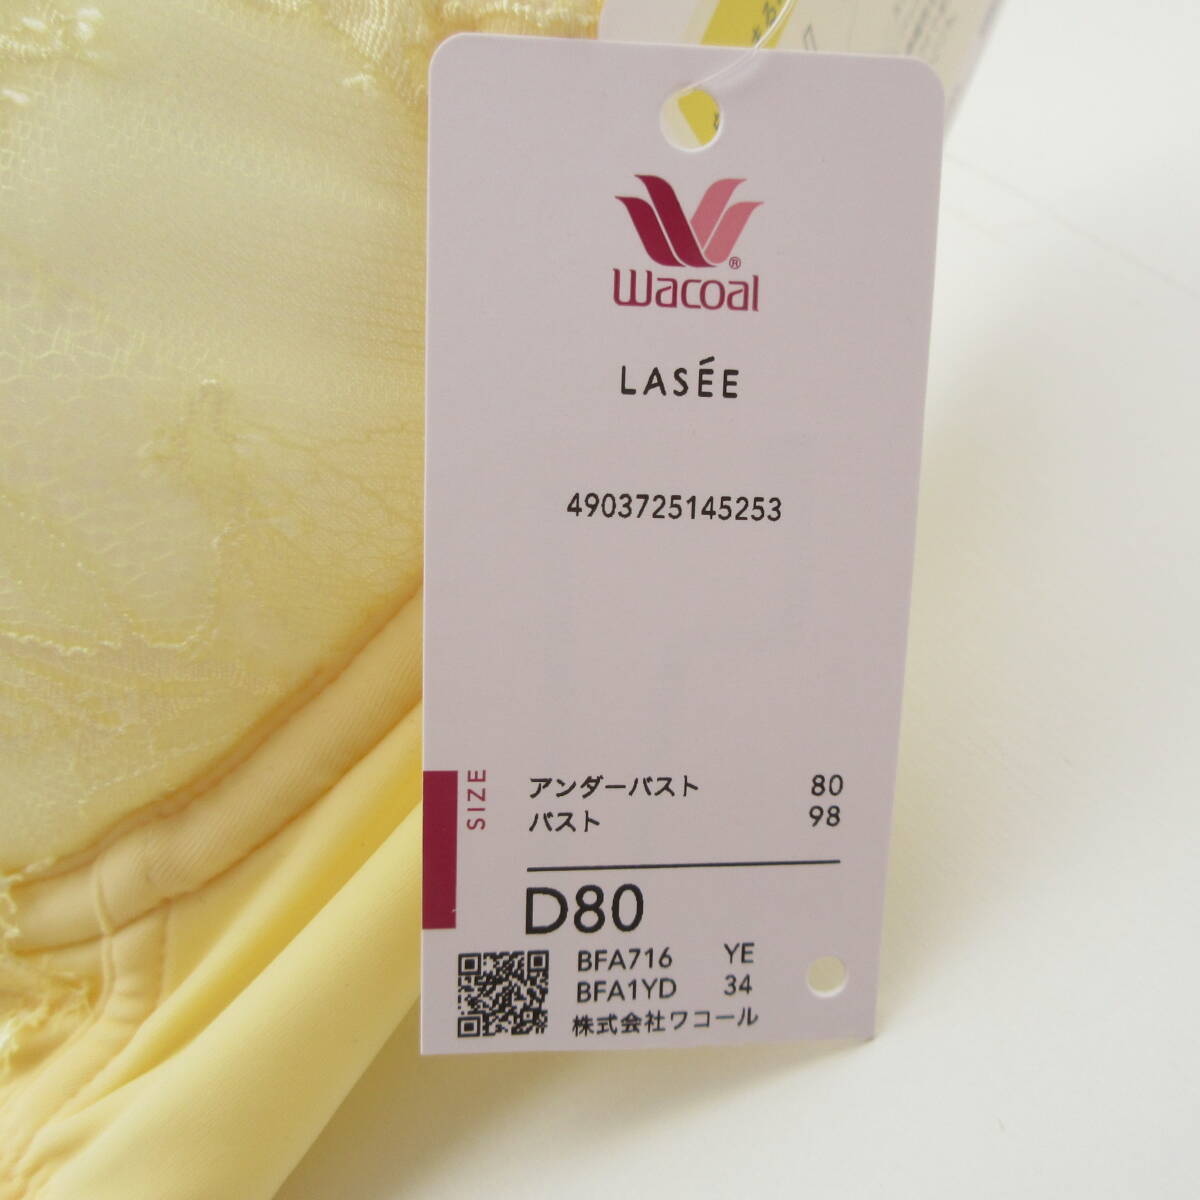 Wacoal
LASÉE
4903725145253
SIZE
アンダーバスト 80
バスト 98
D80
BFA716 YE
BFA1YD 34
株式会社ワコール